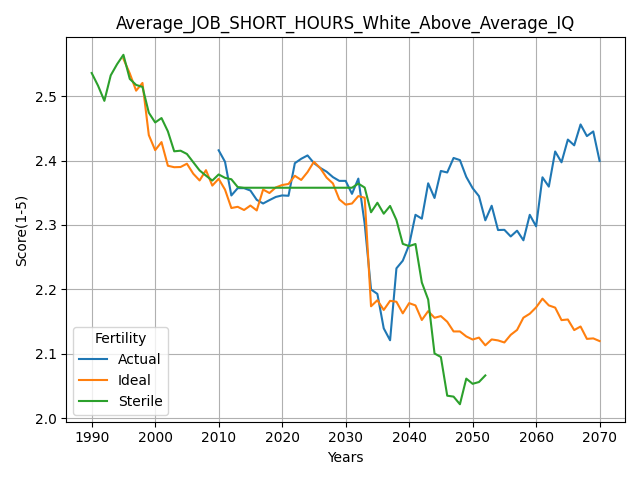 Average_JOB_SHORT_HOURS_White_Above_Average_IQ
Score(1-5)
2.5
2.4
2.3
2.2
2.1
2.0
Fertility
Actual
Ideal
Sterile
1990 2000 2010 2020 2030 2040 2050 2060 2070
Years